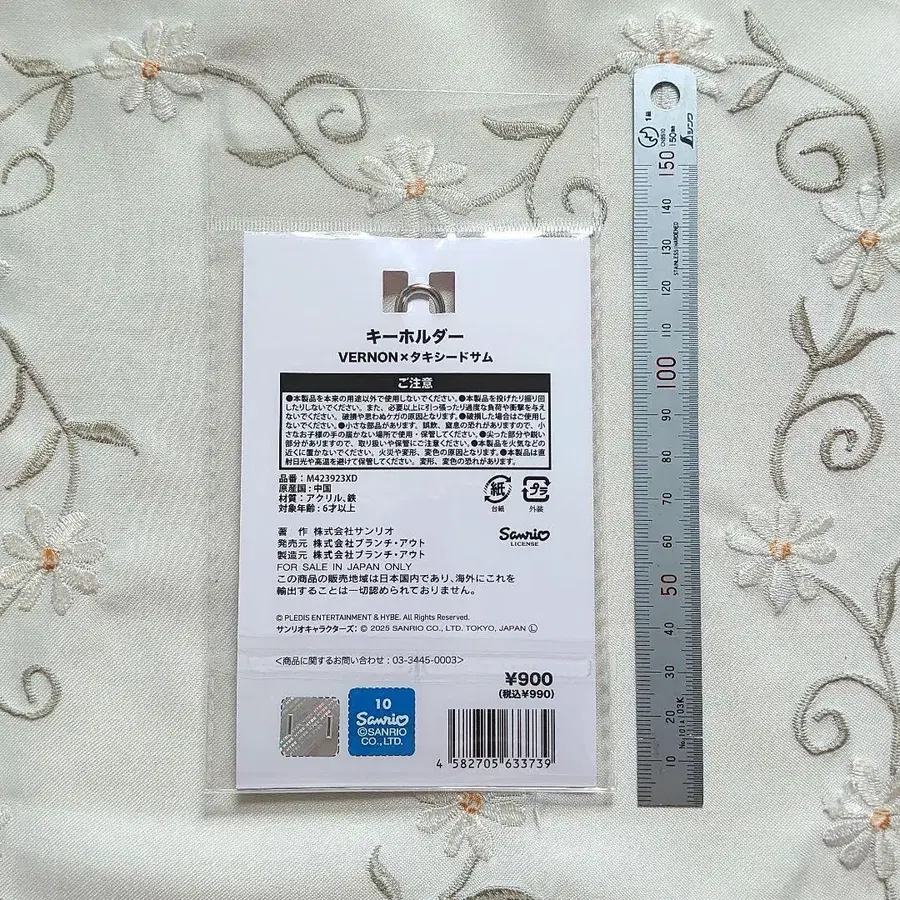 キーホルダー
VERNON×タキシードサム
ご注意
●本製品を本来の用途以外で使用しないでください。●本製品を投げたり振り回
したりしないでください。また、必要以上に引っ張ったり過度な負荷や衝撃を与え
ないでください。破損や思わぬケガの原因となります。●破損した場合はご使用し
ないでください。●小さな部品があります。誤飲、窒息の恐れがありますので、小
さなお子様の手の届かない場所で使用・保管してください。●尖った部分や鋭い
部分がありますので、取り扱いや保管にはご注意ください。●本製品を火気などの
近くに置かないでください。火災や変形、変色の原因となります。●本製品は直
射日光や高温を避けて保管してください。変形、変色の恐れがあります。
品番：M423923XD
原産国：中国
材質：アクリル、鉄
対象年齢：6才以上
紙
台紙
プラ
外装
著 作 株式会社サンリオ
発売元 株式会社ブランチ・アウト
製造元 株式会社ブランチ・アウト
Sanrio
LICENSE
FOR SALE IN JAPAN ONLY
この商品の販売地域は日本国内であり、海外にこれを
輸出することは一切認められておりません。
© PLEDIS ENTERTAINMENT & HYBE. All Rights Reserved.
サンリオキャラクターズ：© 2025 SANRIO CO., LTD. TOKYO, JAPAN Ⓛ
＜商品に関するお問い合わせ：03-3445-0003＞
¥900
(税込¥990)
10
Sanrio
©SANRIO
CO., LTD.
4 582705 633739
1級
シンワ
150㎜
150
140
130
STAINLESS HARDENED
120
110
100
90
80
70
60
50
40
30
20
10
No.101A 03K